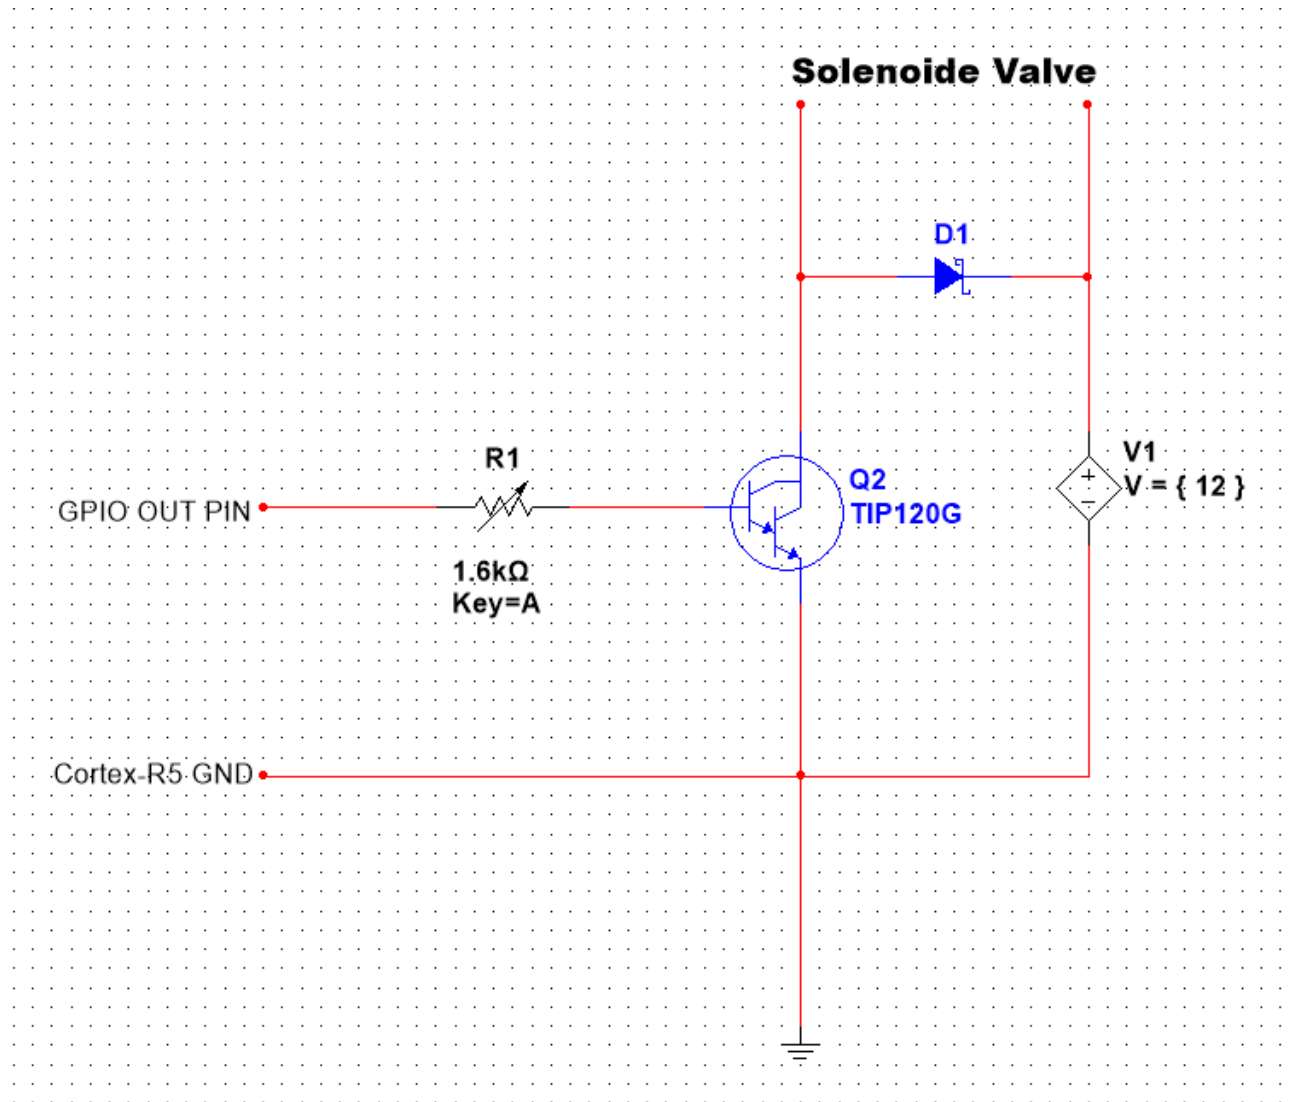 Solenoide Valve
D1
R1
V1
V = { 12 }
+
−
Q2
TIP120G
GPIO OUT PIN
1.6kΩ
Key=A
Cortex-R5 GND